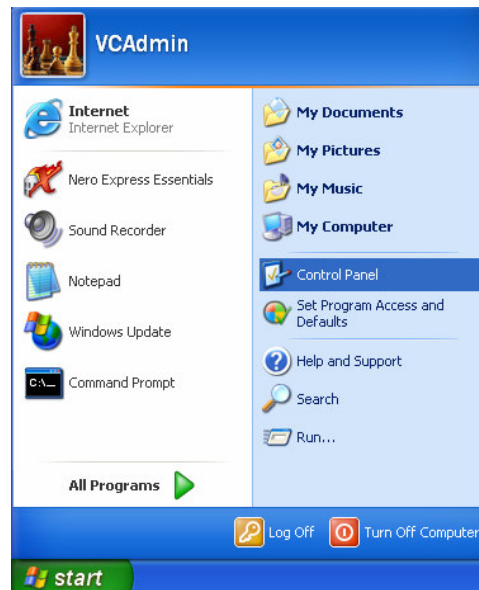 VCAdmin
Internet
Internet Explorer
Nero Express Essentials
Sound Recorder
Notepad
Windows Update
C:\_
Command Prompt
All Programs
My Documents
My Pictures
My Music
My Computer
Control Panel
Set Program Access and
Defaults
Help and Support
Search
Run...
Log Off
Turn Off Computer
start